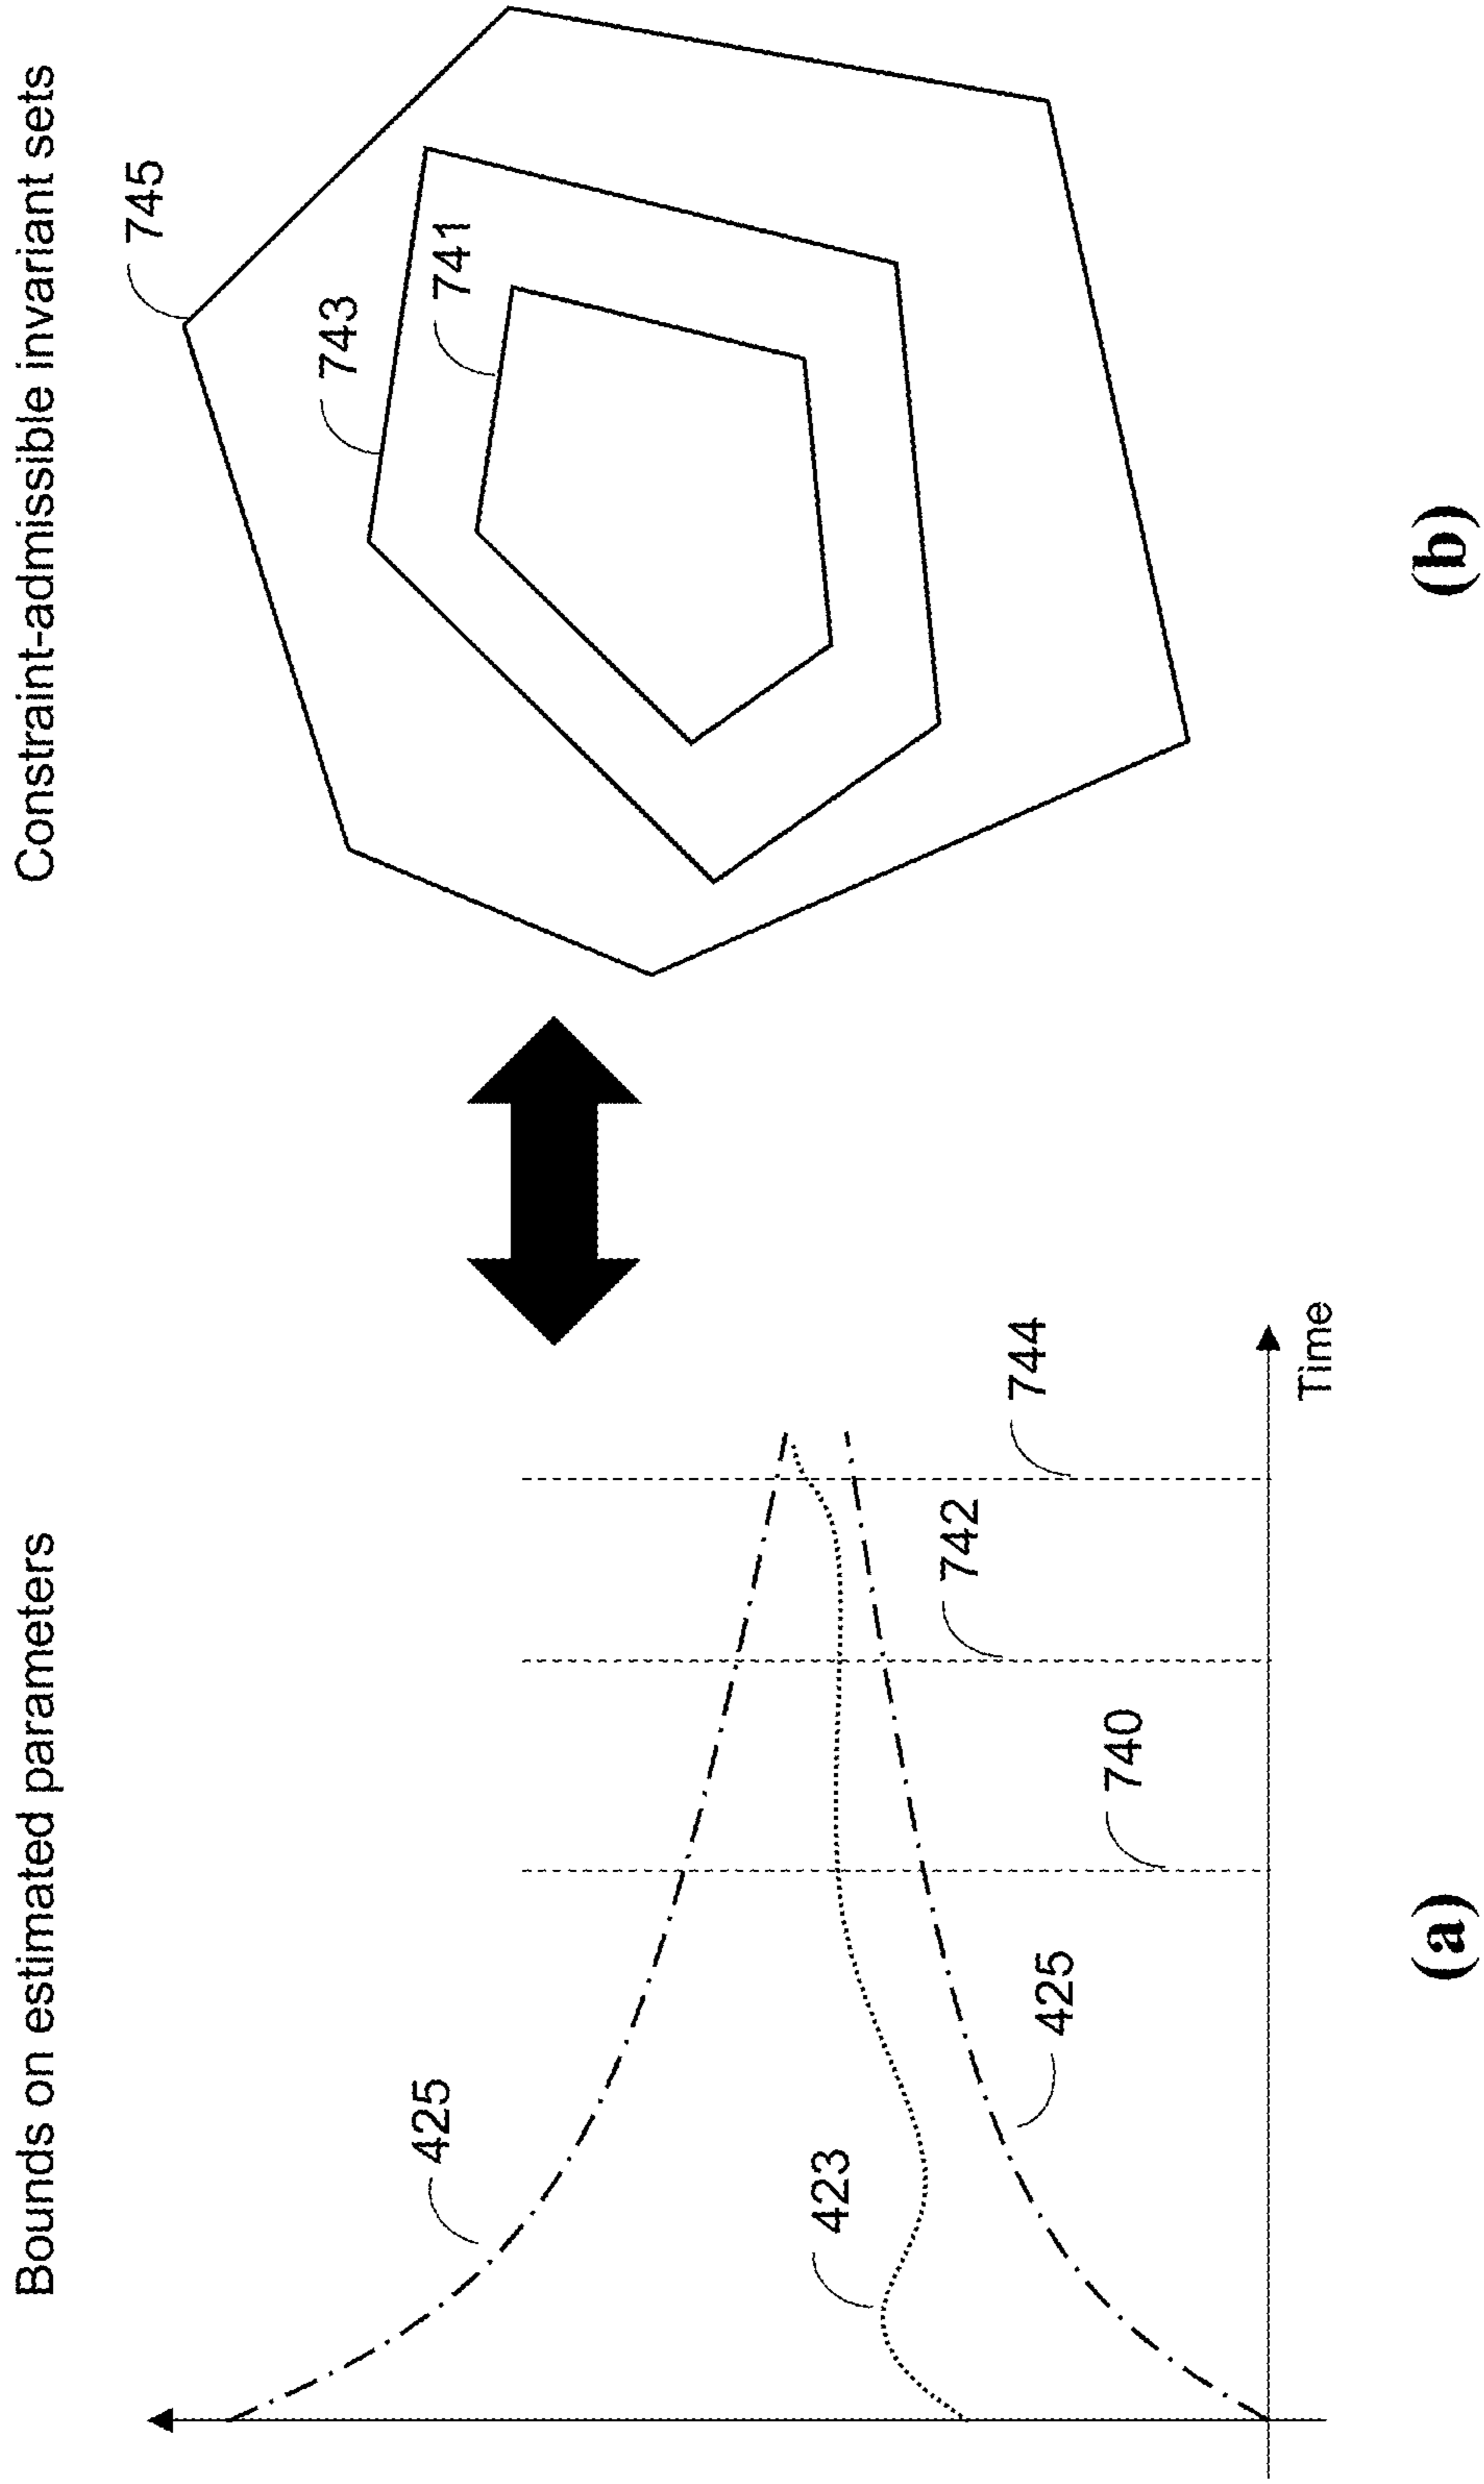 Bounds on estimated parameters
425
423
425
740
742
744
Time
(a)
Constraint-admissible invariant sets
745
743
741
(b)